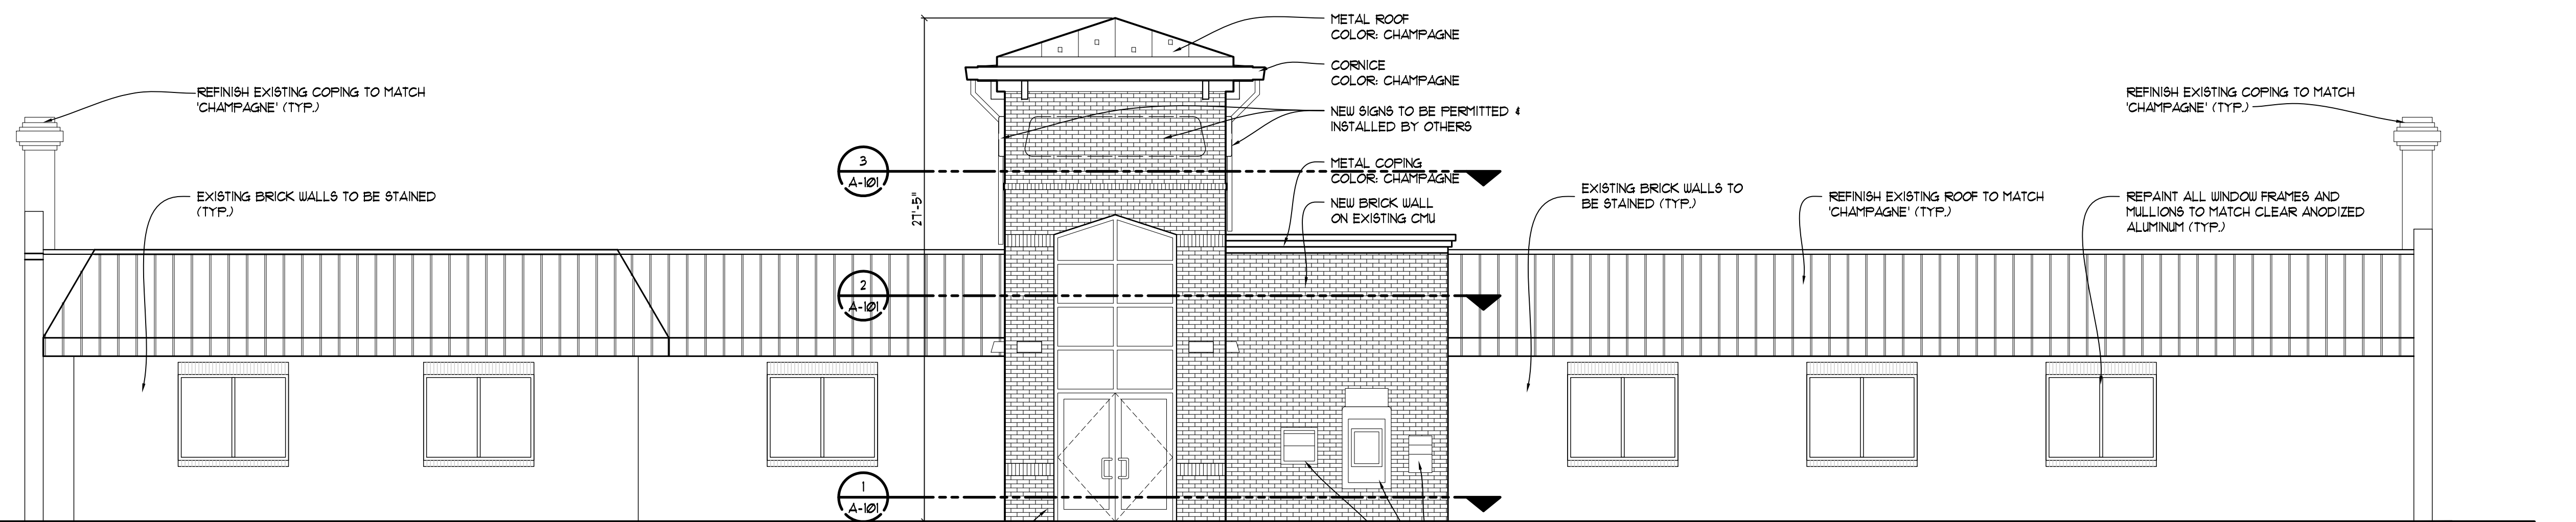 METAL ROOF
COLOR: CHAMPAGNE
CORNICE
COLOR: CHAMPAGNE
REFINISH EXISTING COPING TO MATCH
'CHAMPAGNE' (TYP.)
REFINISH EXISTING COPING TO MATCH
'CHAMPAGNE' (TYP.)
NEW SIGNS TO BE PERMITTED &
INSTALLED BY OTHERS
3
A-101
METAL COPING
COLOR: CHAMPAGNE
27'-5"
EXISTING BRICK WALLS TO BE STAINED
(TYP.)
NEW BRICK WALL
ON EXISTING CMU
EXISTING BRICK WALLS TO
BE STAINED (TYP.)
REFINISH EXISTING ROOF TO MATCH
'CHAMPAGNE' (TYP.)
REPAINT ALL WINDOW FRAMES AND
MULLIONS TO MATCH CLEAR ANODIZED
ALUMINUM (TYP.)
2
A-101
1
A-101